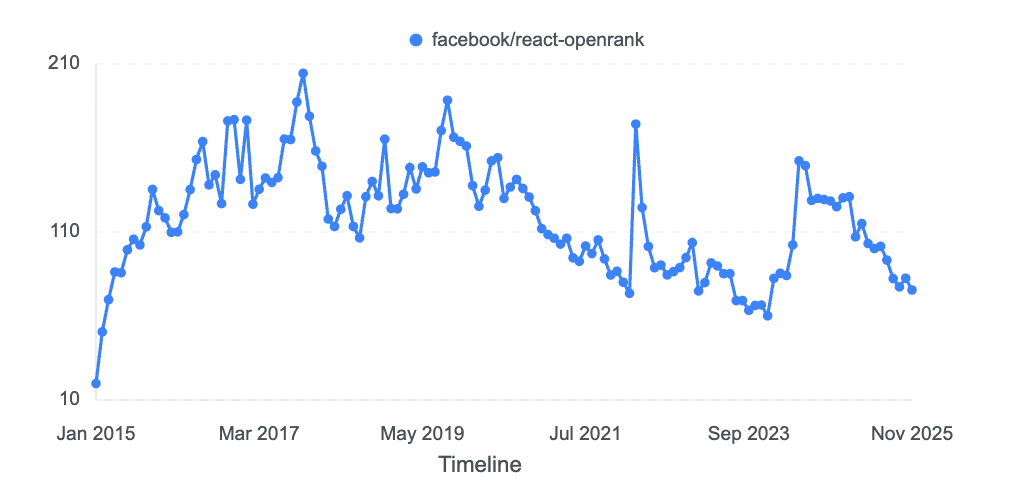 facebook/react-openrank
210
110
10
Jan 2015 Mar 2017 May 2019 Jul 2021 Sep 2023 Nov 2025
Timeline